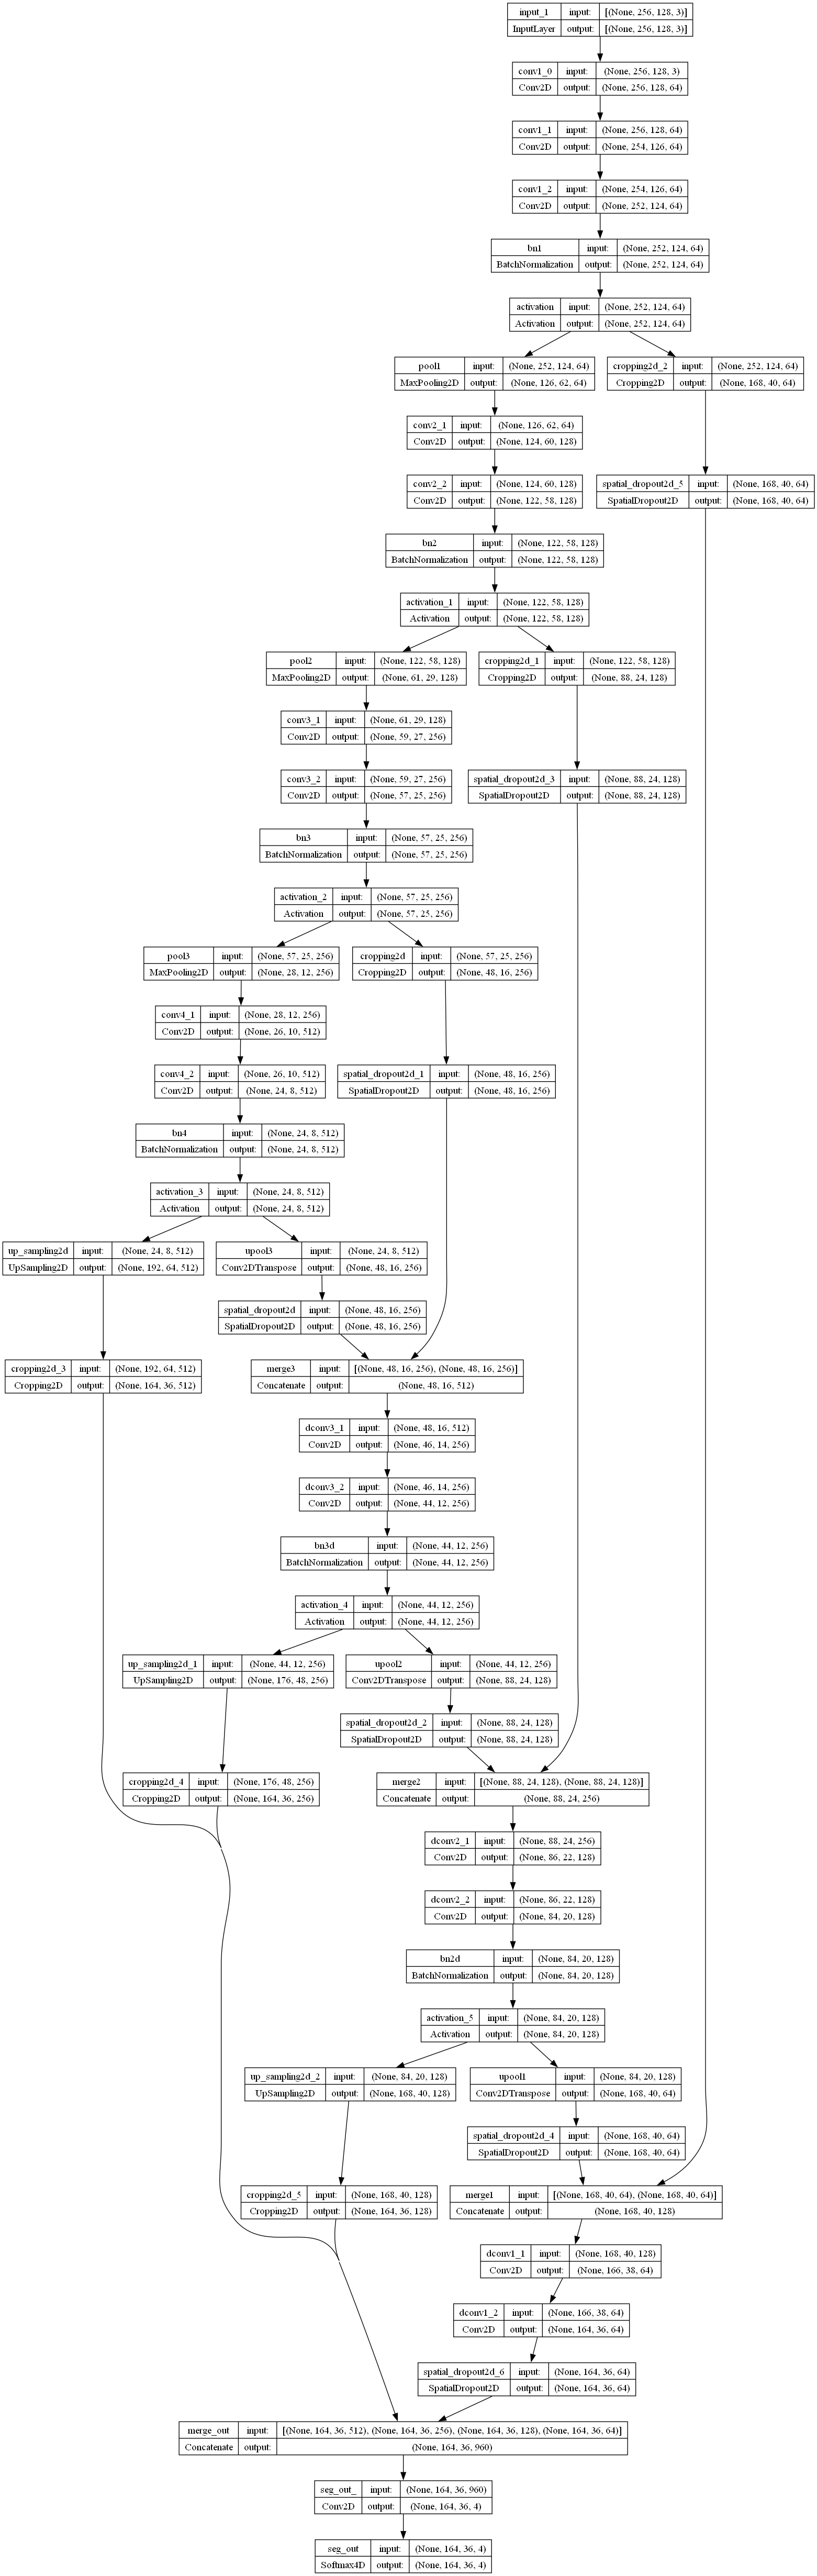 input_1 input: [(None, 256, 128, 3)]
InputLayer output: [(None, 256, 128, 3)]
conv1_0 input: (None, 256, 128, 3)
Conv2D output: (None, 256, 128, 64)
conv1_1 input: (None, 256, 128, 64)
Conv2D output: (None, 254, 126, 64)
conv1_2 input: (None, 254, 126, 64)
Conv2D output: (None, 252, 124, 64)
bn1 input: (None, 252, 124, 64)
BatchNormalization output: (None, 252, 124, 64)
activation input: (None, 252, 124, 64)
Activation output: (None, 252, 124, 64)
pool1 input: (None, 252, 124, 64)
MaxPooling2D output: (None, 126, 62, 64)
cropping2d_2 input: (None, 252, 124, 64)
Cropping2D output: (None, 168, 40, 64)
conv2_1 input: (None, 126, 62, 64)
Conv2D output: (None, 124, 60, 128)
conv2_2 input: (None, 124, 60, 128)
Conv2D output: (None, 122, 58, 128)
spatial_dropout2d_5 input: (None, 168, 40, 64)
SpatialDropout2D output: (None, 168, 40, 64)
bn2 input: (None, 122, 58, 128)
BatchNormalization output: (None, 122, 58, 128)
activation_1 input: (None, 122, 58, 128)
Activation output: (None, 122, 58, 128)
pool2 input: (None, 122, 58, 128)
MaxPooling2D output: (None, 61, 29, 128)
cropping2d_1 input: (None, 122, 58, 128)
Cropping2D output: (None, 88, 24, 128)
conv3_1 input: (None, 61, 29, 128)
Conv2D output: (None, 59, 27, 256)
conv3_2 input: (None, 59, 27, 256)
Conv2D output: (None, 57, 25, 256)
spatial_dropout2d_3 input: (None, 88, 24, 128)
SpatialDropout2D output: (None, 88, 24, 128)
bn3 input: (None, 57, 25, 256)
BatchNormalization output: (None, 57, 25, 256)
activation_2 input: (None, 57, 25, 256)
Activation output: (None, 57, 25, 256)
pool3 input: (None, 57, 25, 256)
MaxPooling2D output: (None, 28, 12, 256)
cropping2d input: (None, 57, 25, 256)
Cropping2D output: (None, 48, 16, 256)
conv4_1 input: (None, 28, 12, 256)
Conv2D output: (None, 26, 10, 512)
conv4_2 input: (None, 26, 10, 512)
Conv2D output: (None, 24, 8, 512)
spatial_dropout2d_1 input: (None, 48, 16, 256)
SpatialDropout2D output: (None, 48, 16, 256)
bn4 input: (None, 24, 8, 512)
BatchNormalization output: (None, 24, 8, 512)
activation_3 input: (None, 24, 8, 512)
Activation output: (None, 24, 8, 512)
up_sampling2d input: (None, 24, 8, 512)
UpSampling2D output: (None, 192, 64, 512)
upool3 input: (None, 24, 8, 512)
Conv2DTranspose output: (None, 48, 16, 256)
spatial_dropout2d input: (None, 48, 16, 256)
SpatialDropout2D output: (None, 48, 16, 256)
cropping2d_3 input: (None, 192, 64, 512)
Cropping2D output: (None, 164, 36, 512)
merge3 input: [(None, 48, 16, 256), (None, 48, 16, 256)]
Concatenate output: (None, 48, 16, 512)
dconv3_1 input: (None, 48, 16, 512)
Conv2D output: (None, 46, 14, 256)
dconv3_2 input: (None, 46, 14, 256)
Conv2D output: (None, 44, 12, 256)
bn3d input: (None, 44, 12, 256)
BatchNormalization output: (None, 44, 12, 256)
activation_4 input: (None, 44, 12, 256)
Activation output: (None, 44, 12, 256)
up_sampling2d_1 input: (None, 44, 12, 256)
UpSampling2D output: (None, 176, 48, 256)
upool2 input: (None, 44, 12, 256)
Conv2DTranspose output: (None, 88, 24, 128)
spatial_dropout2d_2 input: (None, 88, 24, 128)
SpatialDropout2D output: (None, 88, 24, 128)
cropping2d_4 input: (None, 176, 48, 256)
Cropping2D output: (None, 164, 36, 256)
merge2 input: [(None, 88, 24, 128), (None, 88, 24, 128)]
Concatenate output: (None, 88, 24, 256)
dconv2_1 input: (None, 88, 24, 256)
Conv2D output: (None, 86, 22, 128)
dconv2_2 input: (None, 86, 22, 128)
Conv2D output: (None, 84, 20, 128)
bn2d input: (None, 84, 20, 128)
BatchNormalization output: (None, 84, 20, 128)
activation_5 input: (None, 84, 20, 128)
Activation output: (None, 84, 20, 128)
up_sampling2d_2 input: (None, 84, 20, 128)
UpSampling2D output: (None, 168, 40, 128)
upool1 input: (None, 84, 20, 128)
Conv2DTranspose output: (None, 168, 40, 64)
spatial_dropout2d_4 input: (None, 168, 40, 64)
SpatialDropout2D output: (None, 168, 40, 64)
cropping2d_5 input: (None, 168, 40, 128)
Cropping2D output: (None, 164, 36, 128)
merge1 input: [(None, 168, 40, 64), (None, 168, 40, 64)]
Concatenate output: (None, 168, 40, 128)
dconv1_1 input: (None, 168, 40, 128)
Conv2D output: (None, 166, 38, 64)
dconv1_2 input: (None, 166, 38, 64)
Conv2D output: (None, 164, 36, 64)
spatial_dropout2d_6 input: (None, 164, 36, 64)
SpatialDropout2D output: (None, 164, 36, 64)
merge_out input: [(None, 164, 36, 512), (None, 164, 36, 256), (None, 164, 36, 128), (None, 164, 36, 64)]
Concatenate output: (None, 164, 36, 960)
seg_out_ input: (None, 164, 36, 960)
Conv2D output: (None, 164, 36, 4)
seg_out input: (None, 164, 36, 4)
Softmax4D output: (None, 164, 36, 4)